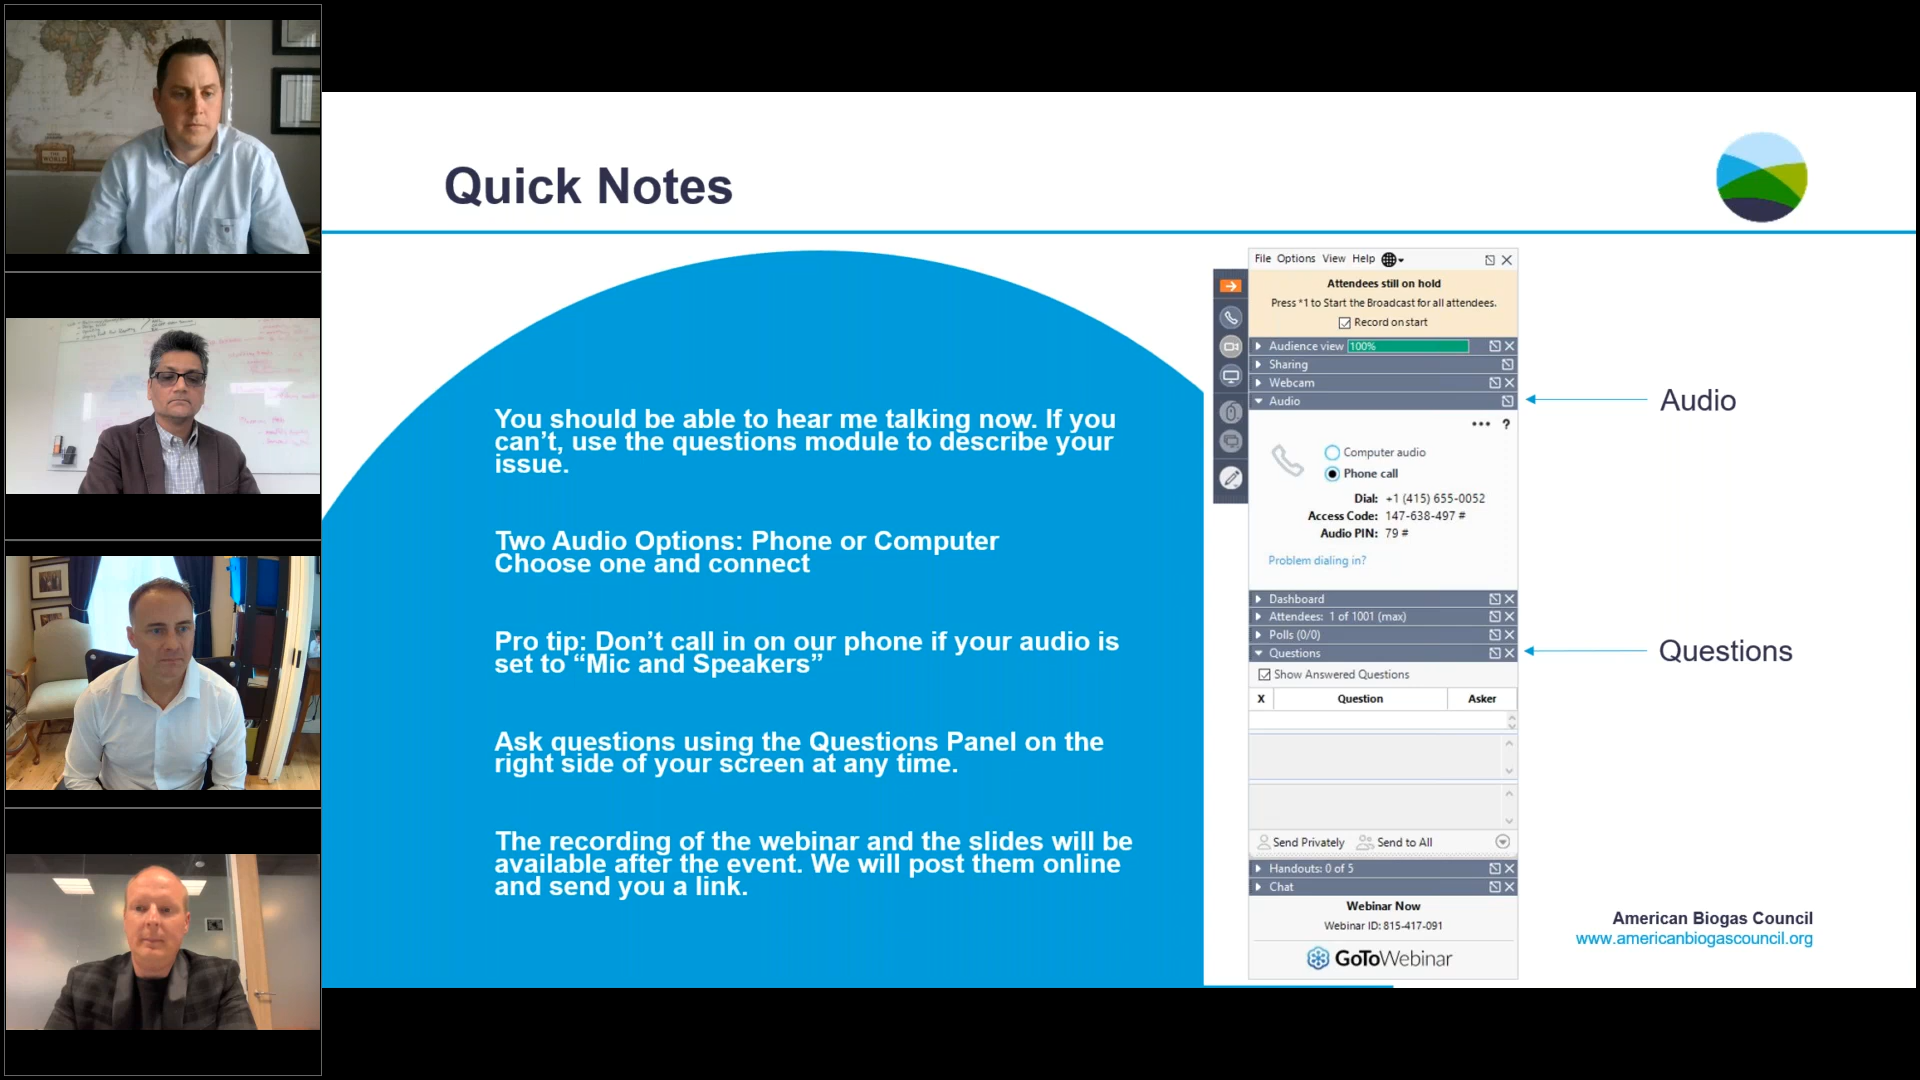 Quick Notes
You should be able to hear me talking now. If you
can’t, use the questions module to describe your
issue.
Two Audio Options: Phone or Computer
Choose one and connect
Pro tip: Don’t call in on our phone if your audio is
set to “Mic and Speakers”
Ask questions using the Questions Panel on the
right side of your screen at any time.
The recording of the webinar and the slides will be
available after the event. We will post them online
and send you a link.
File Options View Help
Attendees still on hold
Press *1 to Start the Broadcast for all attendees.
Record on start
Audience view 100%
Sharing
Webcam
Audio
... ?
Computer audio
Phone call
Dial: +1 (415) 655-0052
Access Code: 147-638-497 #
Audio PIN: 79 #
Problem dialing in?
Dashboard
Attendees: 1 of 1001 (max)
Polls (0/0)
Questions
Show Answered Questions
X Question Asker
Send Privately Send to All
Handouts: 0 of 5
Chat
Webinar Now
Webinar ID: 815-417-091
GoToWebinar
Audio
Questions
American Biogas Council
www.americanbiogascouncil.org
THE
WORLD